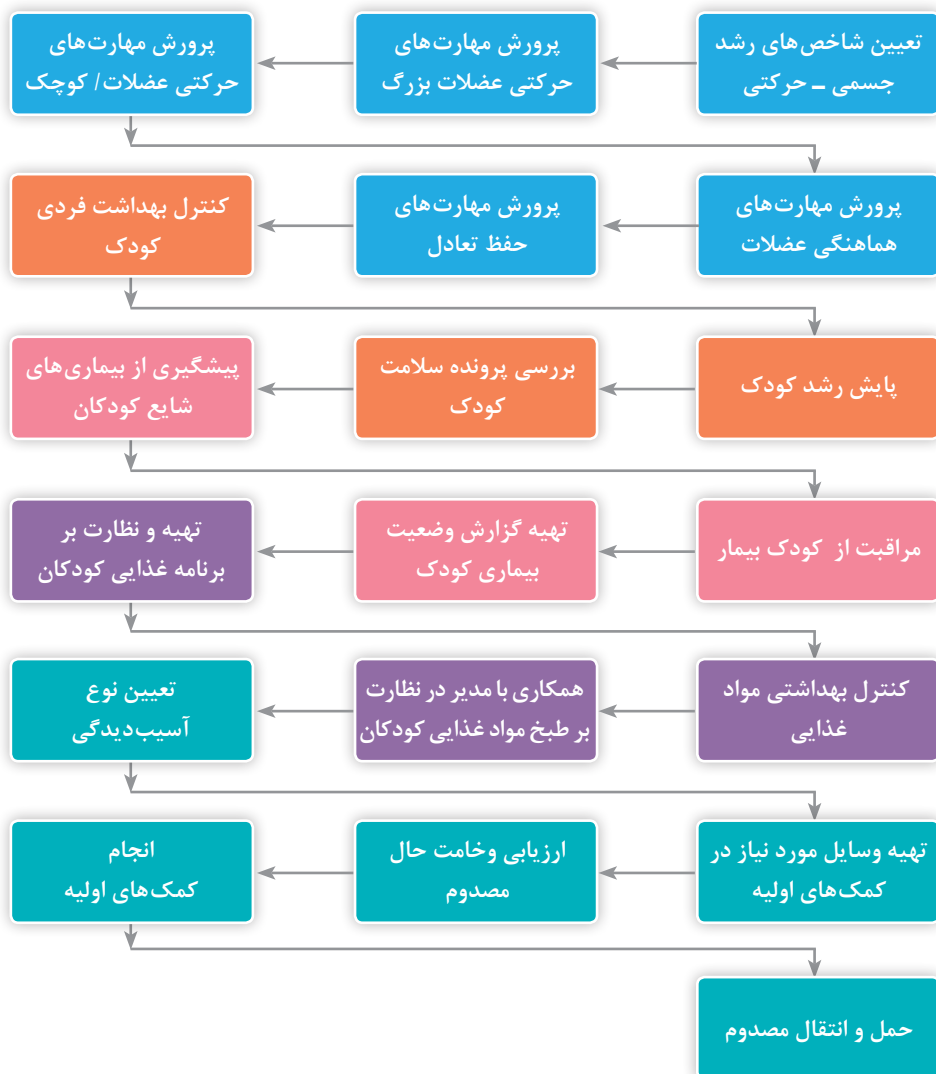 تعیین شاخص‌های رشد
جسمی ــ حرکتی
پرورش مهارت‌های
حرکتی عضلات بزرگ
پرورش مهارت‌های
حرکتی عضلات/ کوچک
پرورش مهارت‌های
هماهنگی عضلات
پرورش مهارت‌های
حفظ تعادل
کنترل بهداشت فردی
کودک
پایش رشد کودک
بررسی پرونده سلامت
کودک
پیشگیری از بیماری‌های
شایع کودکان
مراقبت از کودک بیمار
تهیه گزارش وضعیت
بیماری کودک
تهیه و نظارت بر
برنامه غذایی کودکان
کنترل بهداشتی مواد
غذایی
همکاری با مدیر در نظارت
بر طبخ مواد غذایی کودکان
تعیین نوع
آسیب‌دیدگی
تهیه وسایل مورد نیاز در
کمک‌های اولیه
ارزیابی وخامت حال
مصدوم
انجام
کمک‌های اولیه
حمل و انتقال مصدوم